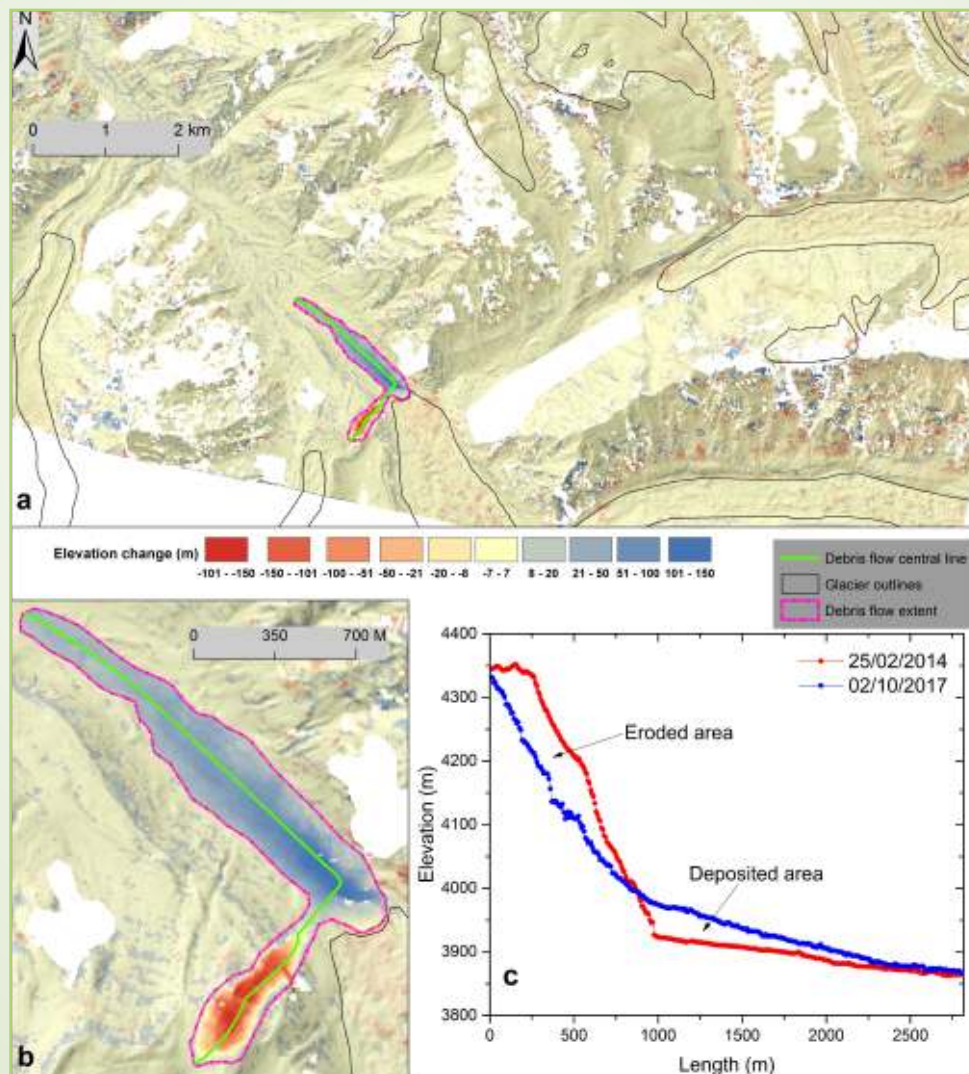 N
0 1 2 km
a
Elevation change (m)
-101 - -150 -150 - -101 -100 - -51 -50 - -21 -20 - -8 -7 - 7 8 - 20 21 - 50 51 - 100 101 - 150
Debris flow central line
Glacier outlines
Debris flow extent
0 350 700 M
b
4400
4300
4200
4100
4000
3900
3800
Elevation (m)
25/02/2014
02/10/2017
Eroded area
Deposited area
c
0 500 1000 1500 2000 2500
Length (m)